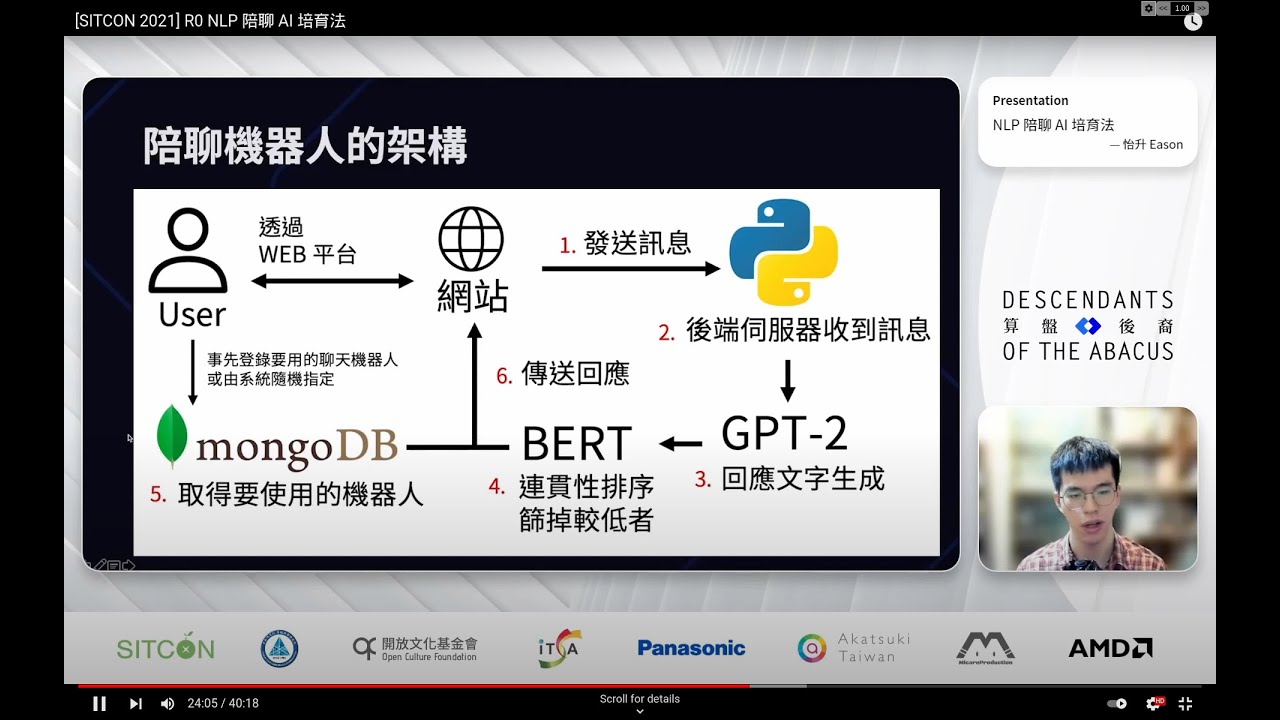 [SITCON 2021] R0 NLP 陪聊 AI 培育法
<< 1.00 >>
陪聊機器人的架構
User
透過
WEB 平台
網站
1. 發送訊息
2. 後端伺服器收到訊息
事先登錄要用的聊天機器人
或由系統隨機指定
6. 傳送回應
mongoDB
5. 取得要使用的機器人
BERT
4. 連貫性排序
篩掉較低者
GPT-2
3. 回應文字生成
Presentation
NLP 陪聊 AI 培育法
— 怡升 Eason
DESCENDANTS
算盤後裔
OF THE ABACUS
SITCON
開放文化基金會
Open Culture Foundation
iTSA
Panasonic
Akatsuki
Taiwan
MicaroProduction
AMD
24:05 / 40:18
Scroll for details
HD